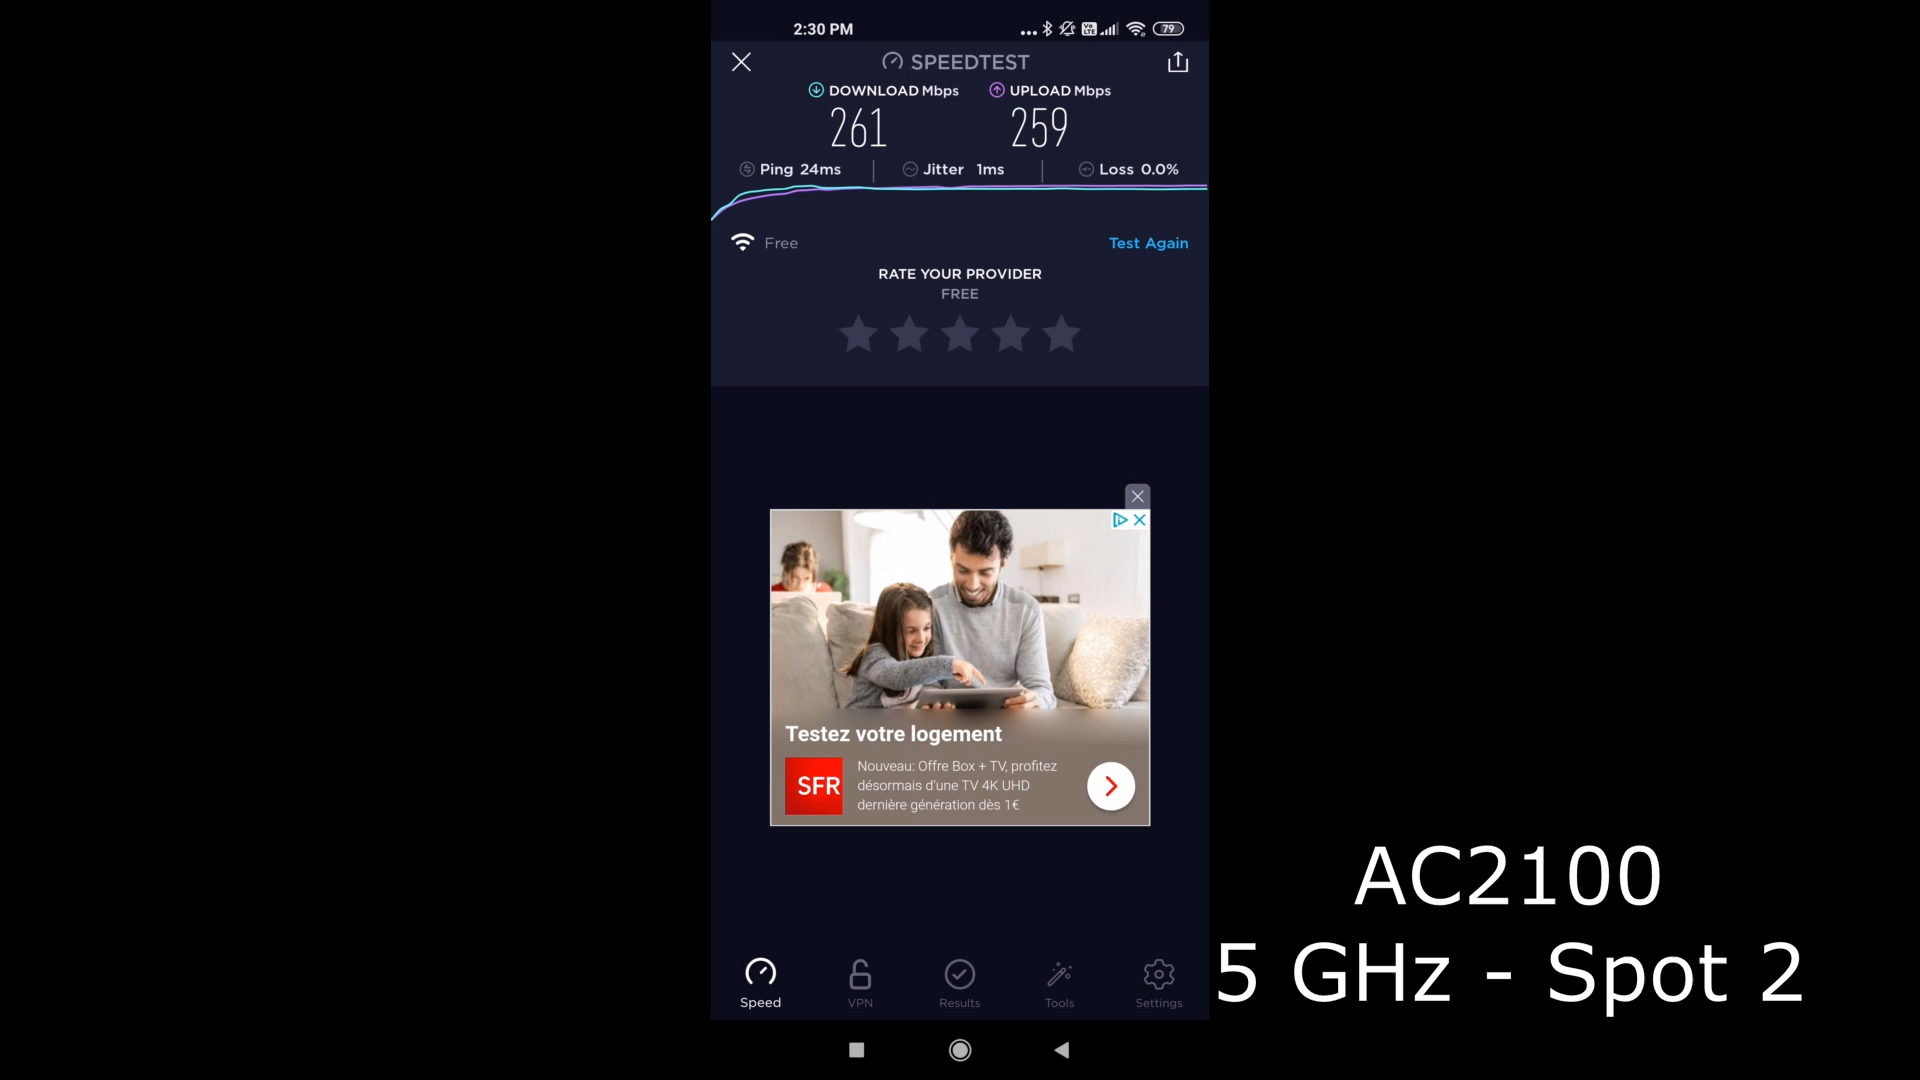 2:30 PM
79
SPEEDTEST
DOWNLOAD Mbps
UPLOAD Mbps
261
259
Ping 24ms
Jitter 1ms
Loss 0.0%
Free
Test Again
RATE YOUR PROVIDER
FREE
Testez votre logement
SFR
Nouveau: Offre Box + TV, profitez
désormais d'une TV 4K UHD
dernière génération dès 1€
Speed
VPN
Results
Tools
Settings
AC2100
5 GHz - Spot 2